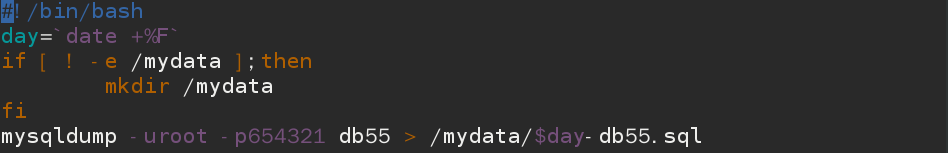 #!/bin/bash
day=`date +%F`
if [ ! -e /mydata ];then
        mkdir /mydata
fi
mysqldump -uroot -p654321 db55 > /mydata/$day-db55.sql